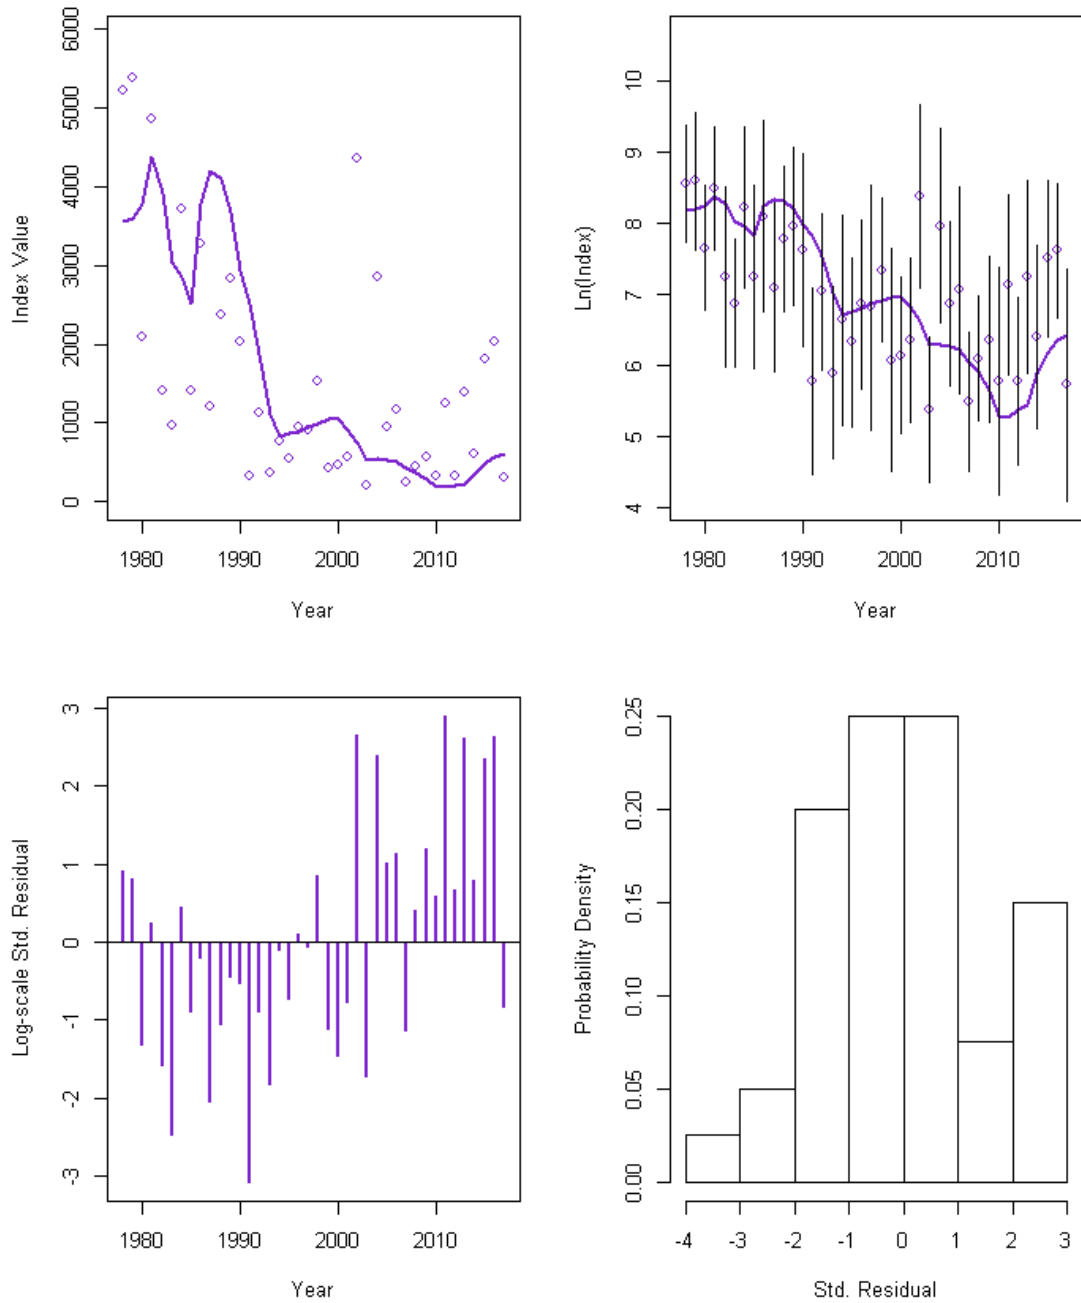 Index Value
6000
5000
4000
3000
2000
1000
0
1980 1990 2000 2010
Year
Ln(Index)
10
9
8
7
6
5
4
1980 1990 2000 2010
Year
Log-scale Std. Residual
3
2
1
0
-1
-2
-3
1980 1990 2000 2010
Year
Probability Density
0.25
0.20
0.15
0.10
0.05
0.00
-4 -3 -2 -1 0 1 2 3
Std. Residual